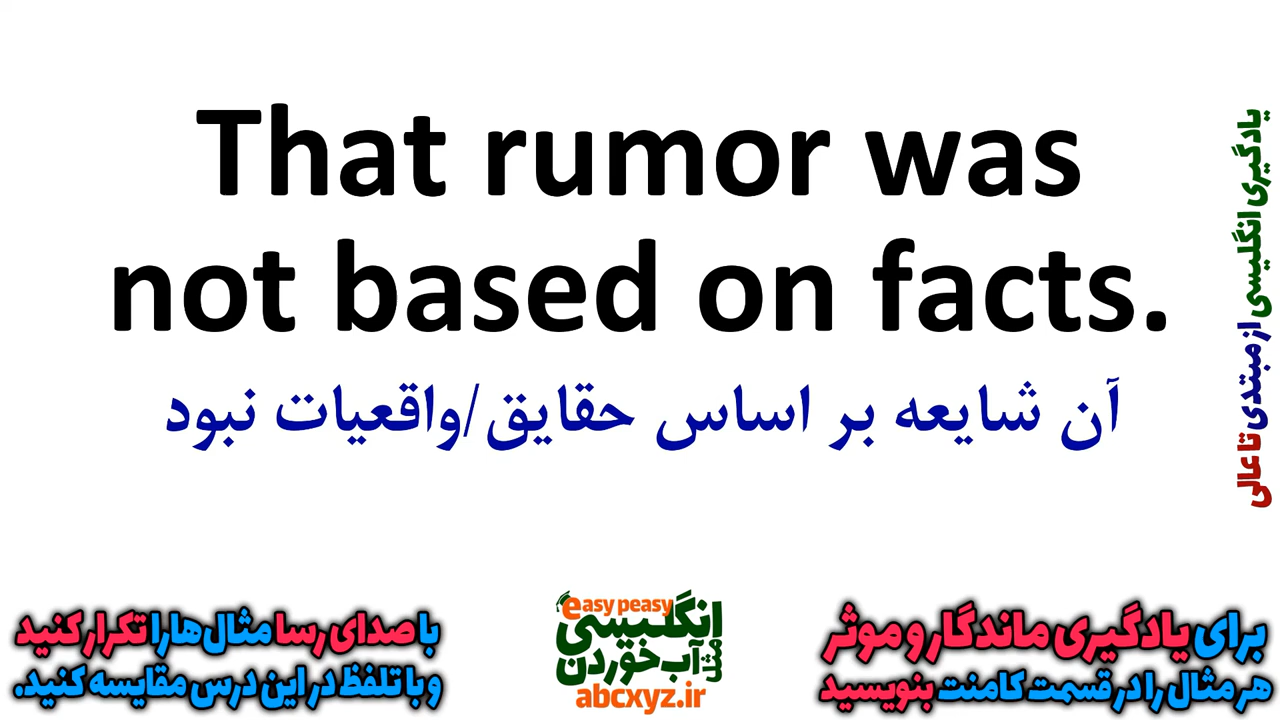 That rumor was
not based on facts.
آن شایعه بر اساس حقایق/واقعیات نبود
یادگیری انگلیسی از مبتدی تا عالی
برای یادگیری ماندگار و موثر
هر مثال را در قسمت کامنت بنویسید
easy peasy
انگلیسی
مثل
آب خوردن
abcxyz.ir
با صدای رسا مثال‌ها را تکرار کنید
و با تلفظ در این درس مقایسه کنید.